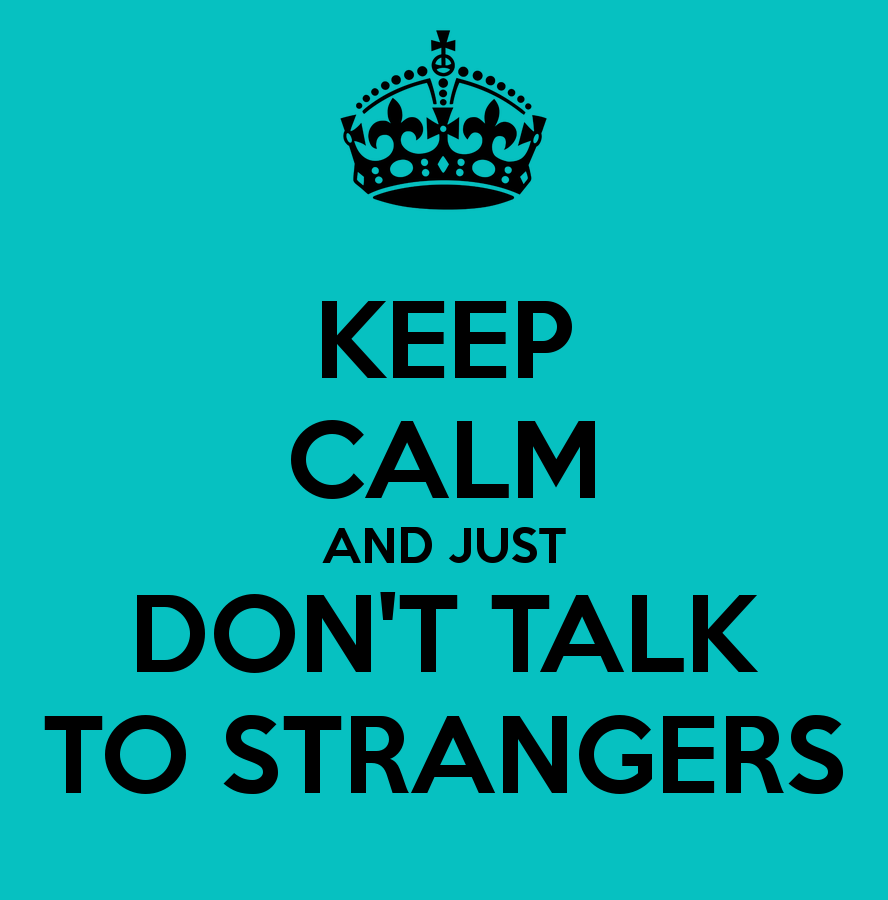 KEEP
CALM
AND JUST
DON'T TALK
TO STRANGERS